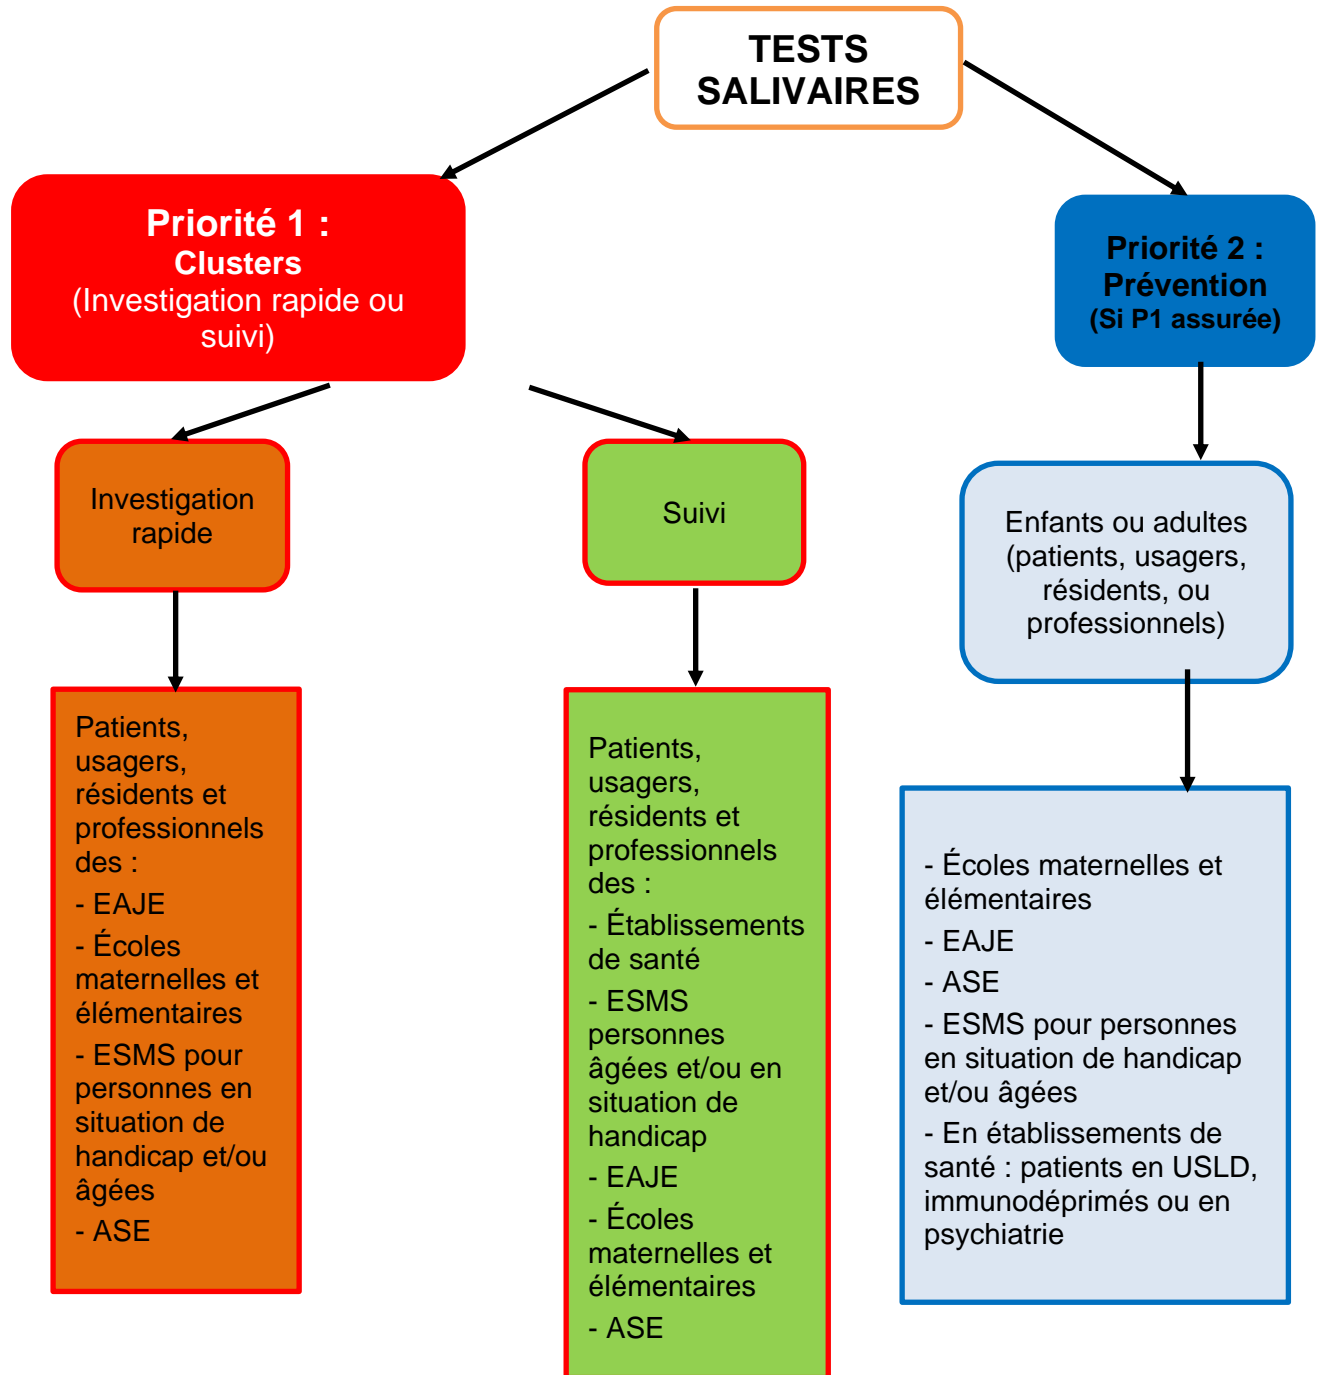 TESTS
SALIVAIRES
Priorité 1 :
Clusters
(Investigation rapide ou
suivi)
Priorité 2 :
Prévention
(Si P1 assurée)
Investigation
rapide
Suivi
Enfants ou adultes
(patients, usagers,
résidents, ou
professionnels)
Patients,
usagers,
résidents et
professionnels
des :
- EAJE
- Écoles
maternelles et
élémentaires
- ESMS pour
personnes en
situation de
handicap et/ou
âgées
- ASE
Patients,
usagers,
résidents et
professionnels
des :
- Établissements
de santé
- ESMS
personnes
âgées et/ou en
situation de
handicap
- EAJE
- Écoles
maternelles et
élémentaires
- ASE
- Écoles maternelles et
élémentaires
- EAJE
- ASE
- ESMS pour personnes
en situation de handicap
et/ou âgées
- En établissements de
santé : patients en USLD,
immunodéprimés ou en
psychiatrie